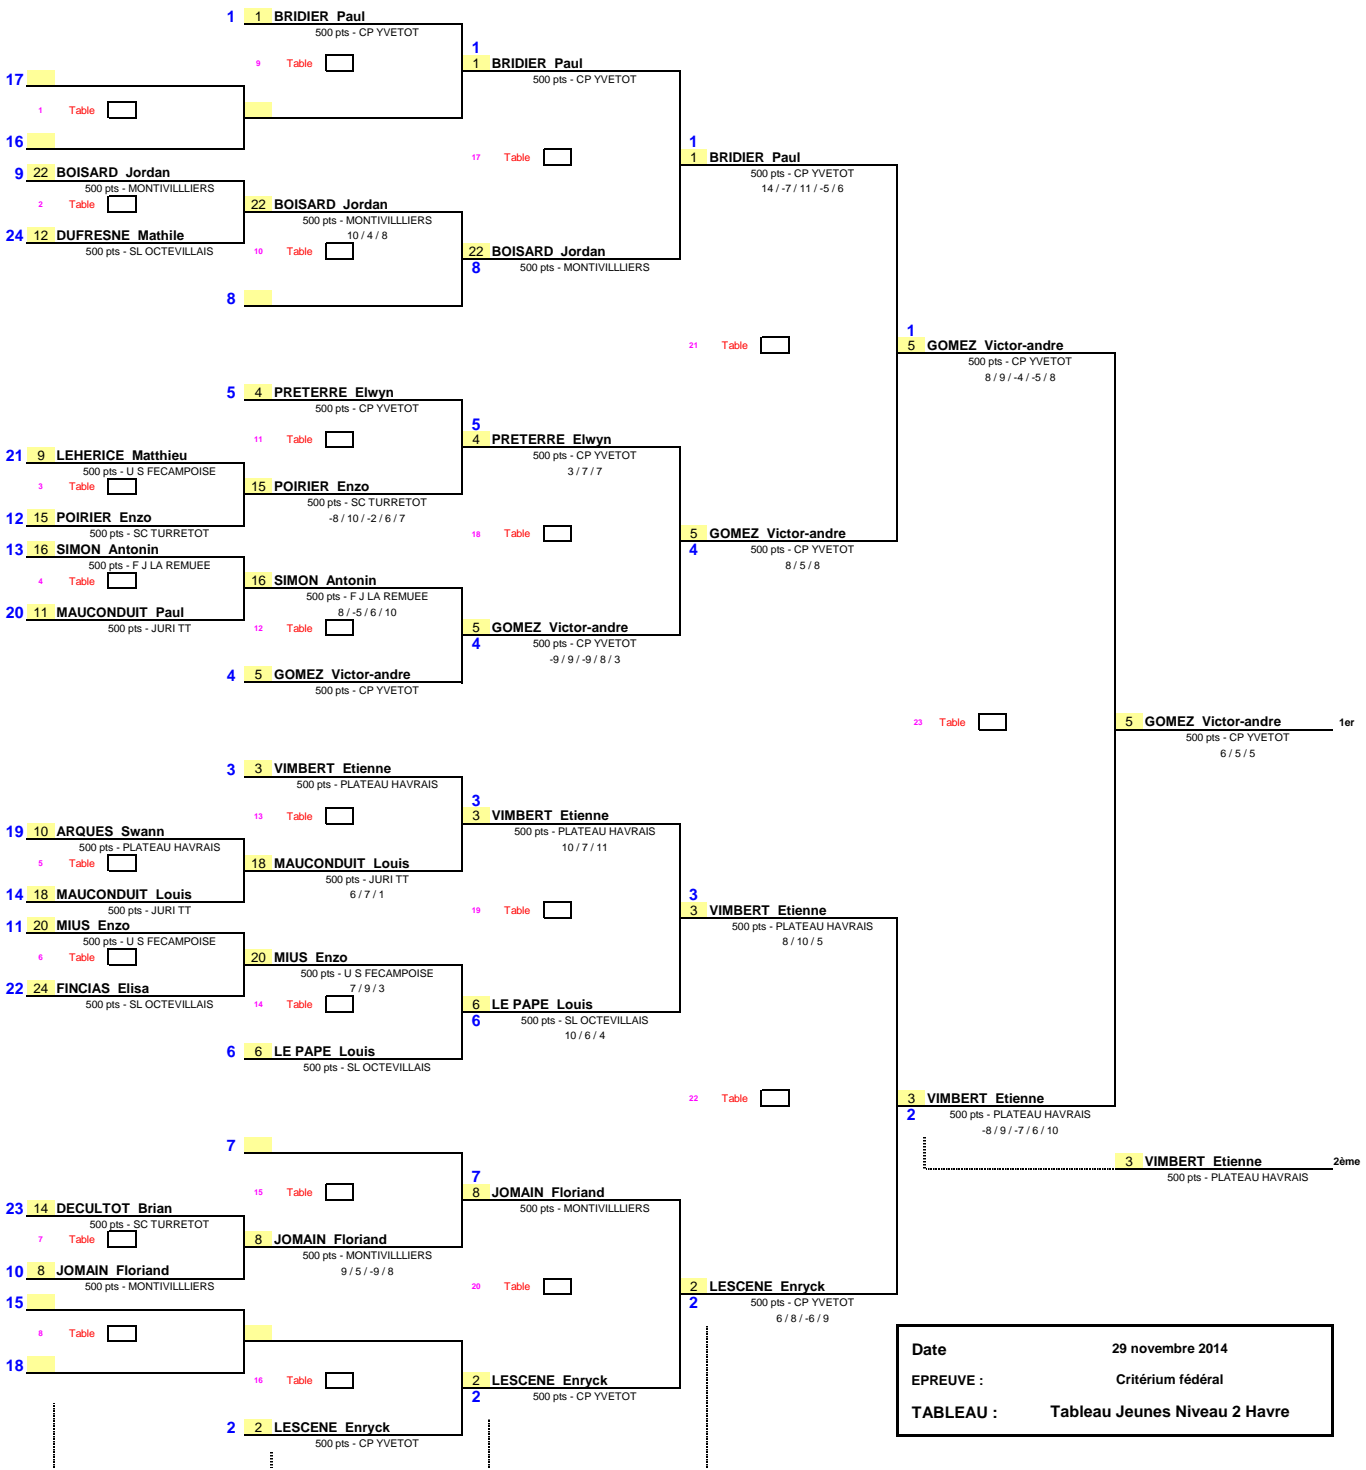 1 1 BRIDIER Paul
500 pts - CP YVETOT
1
9 Table
1 BRIDIER Paul
17
500 pts - CP YVETOT
1 Table
16
1
17 Table
1 BRIDIER Paul
9 22 BOISARD Jordan
500 pts - CP YVETOT
500 pts - MONTIVILLLIERS
14 / -7 / 11 / -5 / 6
2 Table
22 BOISARD Jordan
500 pts - MONTIVILLLIERS
24 12 DUFRESNE Mathile
10 / 4 / 8
500 pts - SL OCTEVILLAIS
10 Table
22 BOISARD Jordan
8 500 pts - MONTIVILLLIERS
8
1
21 Table
5 GOMEZ Victor-andre
500 pts - CP YVETOT
8 / 9 / -4 / -5 / 8
5 4 PRETERRE Elwyn
500 pts - CP YVETOT
5
11 Table
4 PRETERRE Elwyn
21 9 LEHERICE Matthieu
500 pts - CP YVETOT
500 pts - U S FECAMPOISE
3 / 7 / 7
3 Table
15 POIRIER Enzo
500 pts - SC TURRETOT
12 15 POIRIER Enzo
-8 / 10 / -2 / 6 / 7
500 pts - SC TURRETOT
18 Table
5 GOMEZ Victor-andre
13 16 SIMON Antonin
4 500 pts - CP YVETOT
500 pts - F J LA REMUEE
8 / 5 / 8
4 Table
16 SIMON Antonin
500 pts - F J LA REMUEE
20 11 MAUCONDUIT Paul
8 / -5 / 6 / 10
500 pts - JURI TT
12 Table
5 GOMEZ Victor-andre
4 500 pts - CP YVETOT
-9 / 9 / -9 / 8 / 3
4 5 GOMEZ Victor-andre
500 pts - CP YVETOT
23 Table
5 GOMEZ Victor-andre 1er
500 pts - CP YVETOT
6 / 5 / 5
3 3 VIMBERT Etienne
500 pts - PLATEAU HAVRAIS
3
13 Table
3 VIMBERT Etienne
19 10 ARQUES Swann
500 pts - PLATEAU HAVRAIS
500 pts - PLATEAU HAVRAIS
10 / 7 / 11
5 Table
18 MAUCONDUIT Louis
500 pts - JURI TT
14 18 MAUCONDUIT Louis
6 / 7 / 1
3
500 pts - JURI TT
19 Table
3 VIMBERT Etienne
11 20 MIUS Enzo
500 pts - PLATEAU HAVRAIS
500 pts - U S FECAMPOISE
8 / 10 / 5
6 Table
20 MIUS Enzo
500 pts - U S FECAMPOISE
22 24 FINCIAS Elisa
7 / 9 / 3
500 pts - SL OCTEVILLAIS
14 Table
6 LE PAPE Louis
6 500 pts - SL OCTEVILLAIS
10 / 6 / 4
6 6 LE PAPE Louis
500 pts - SL OCTEVILLAIS
22 Table
3 VIMBERT Etienne
2 500 pts - PLATEAU HAVRAIS
-8 / 9 / -7 / 6 / 10
7
3 VIMBERT Etienne 2ème
500 pts - PLATEAU HAVRAIS
7
15 Table
8 JOMAIN Floriand
23 14 DECULTOT Brian
500 pts - MONTIVILLLIERS
500 pts - SC TURRETOT
7 Table
8 JOMAIN Floriand
500 pts - MONTIVILLLIERS
10 8 JOMAIN Floriand
9 / 5 / -9 / 8
500 pts - MONTIVILLLIERS
20 Table
2 LESCENE Enryck
15
2 500 pts - CP YVETOT
6 / 8 / -6 / 9
8 Table
18
16 Table
2 LESCENE Enryck
2 500 pts - CP YVETOT
2 2 LESCENE Enryck
500 pts - CP YVETOT
Date 29 novembre 2014
EPREUVE : Critérium fédéral
TABLEAU : Tableau Jeunes Niveau 2 Havre